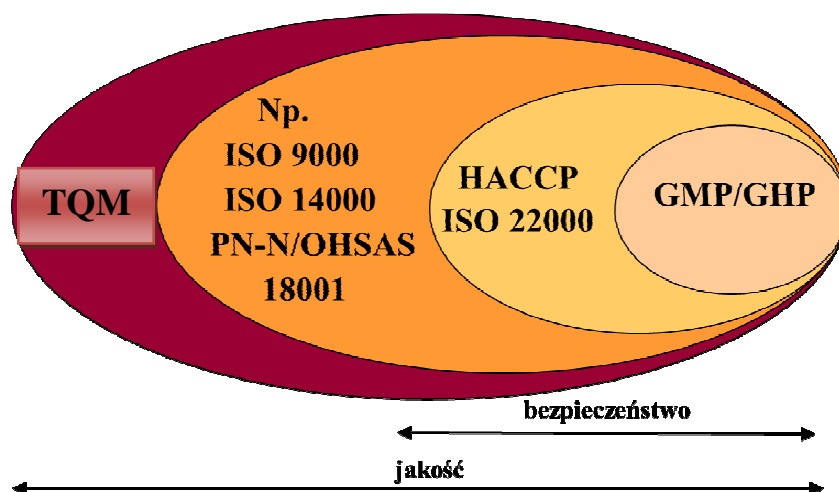 TQM
Np.
ISO 9000
ISO 14000
PN-N/OHSAS
18001
HACCP
ISO 22000
GMP/GHP
bezpieczeństwo
jakość